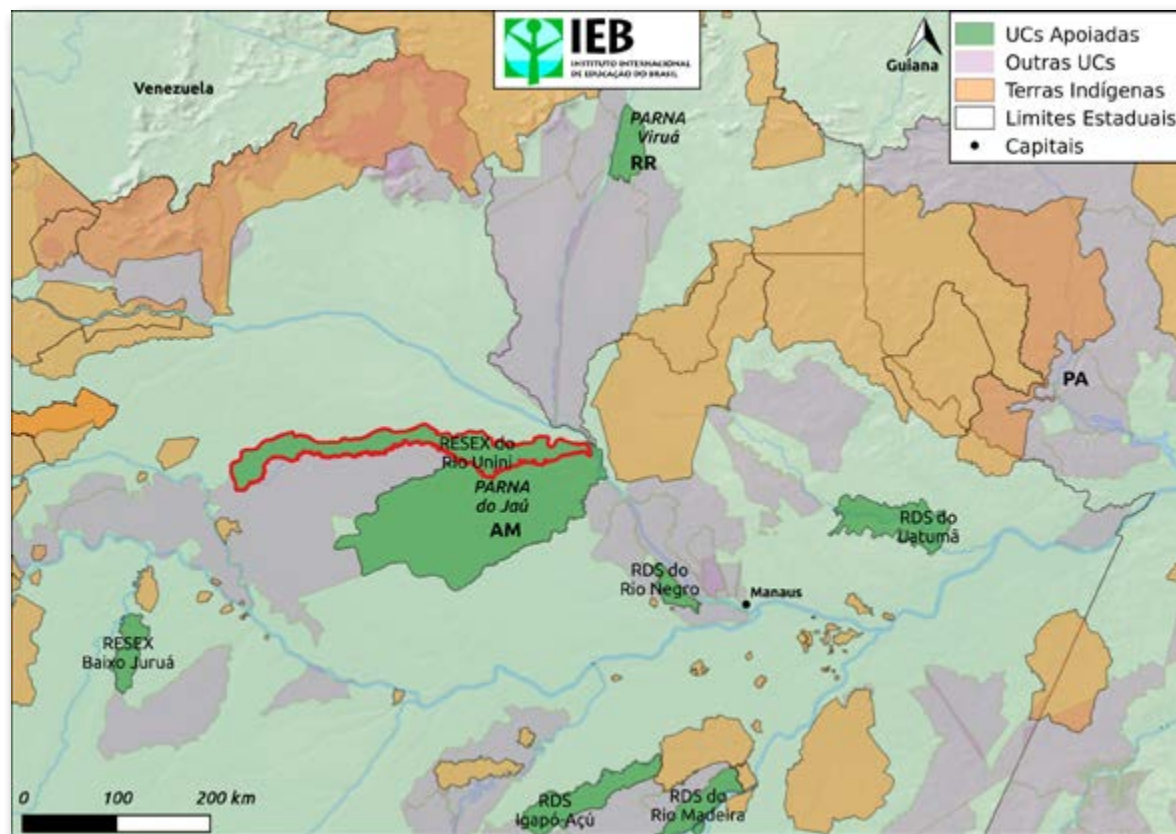 IEB
INSTITUTO INTERNACIONAL
DE EDUCAÇÃO DO BRASIL
UCs Apoiadas
Outras UCs
Terras Indígenas
Limites Estaduais
Capitais
Venezuela
Guiana
PARNA
Viruá
RR
PA
RESEX do
Rio Unini
PARNA
do Jaú
AM
RDS do
Uatumã
RDS do
Rio Negro
Manaus
RESEX
Baixo Juruá
RDS
Igapó-Açú
RDS do
Rio Madeira
0 100 200 km